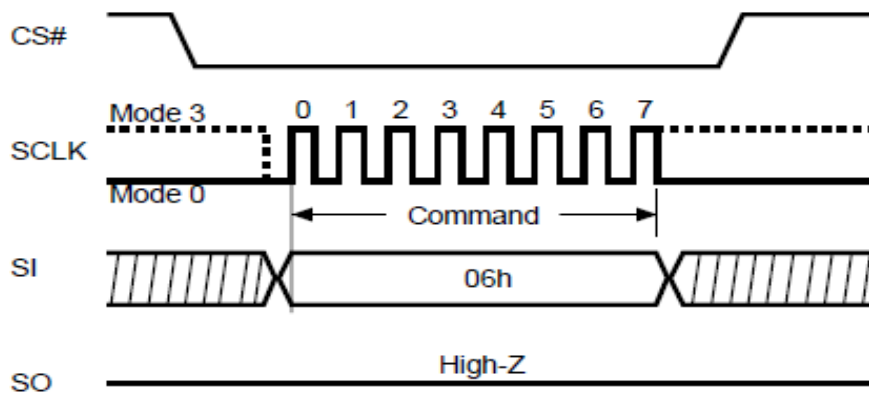 CS#
Mode 3
0 1 2 3 4 5 6 7
SCLK
Mode 0
Command
SI
06h
High-Z
SO